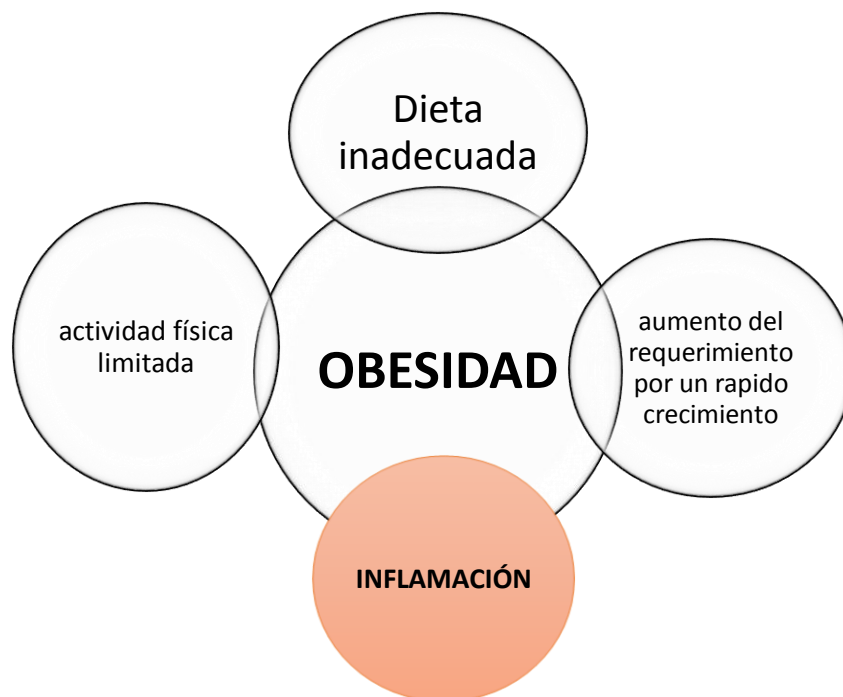 Dieta
inadecuada
actividad física
limitada
OBESIDAD
aumento del
requerimiento
por un rapido
crecimiento
INFLAMACIÓN